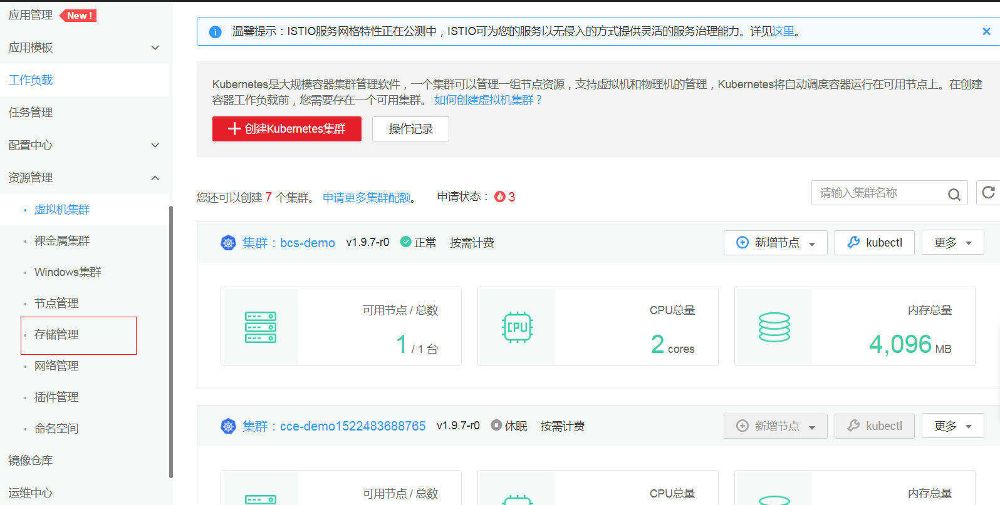 应用管理 New !
应用模板
工作负载
任务管理
配置中心
资源管理
虚拟机集群
裸金属集群
Windows集群
节点管理
存储管理
网络管理
插件管理
命名空间
镜像仓库
运维中心
温馨提示：ISTIO服务网格特性正在公测中，ISTIO可为您的服务以无侵入的方式提供灵活的服务治理能力。详见这里。
Kubernetes是大规模容器集群管理软件，一个集群可以管理一组节点资源，支持虚拟机和物理机的管理，Kubernetes将自动调度容器运行在可用节点上。在创建
容器工作负载前，您需要存在一个可用集群。 如何创建虚拟机集群？
创建Kubernetes集群 操作记录
您还可以创建 7 个集群。 申请更多集群配额。 申请状态： 3
请输入集群名称
集群：bcs-demo v1.9.7-r0 正常 按需计费 新增节点 kubectl 更多
可用节点 / 总数
1 / 1 台
CPU
CPU总量
2 cores
内存总量
4,096 MB
集群：cce-demo1522483688765 v1.9.7-r0 休眠 按需计费 新增节点 kubectl 更多
可用节点 / 总数
CPU总量
内存总量